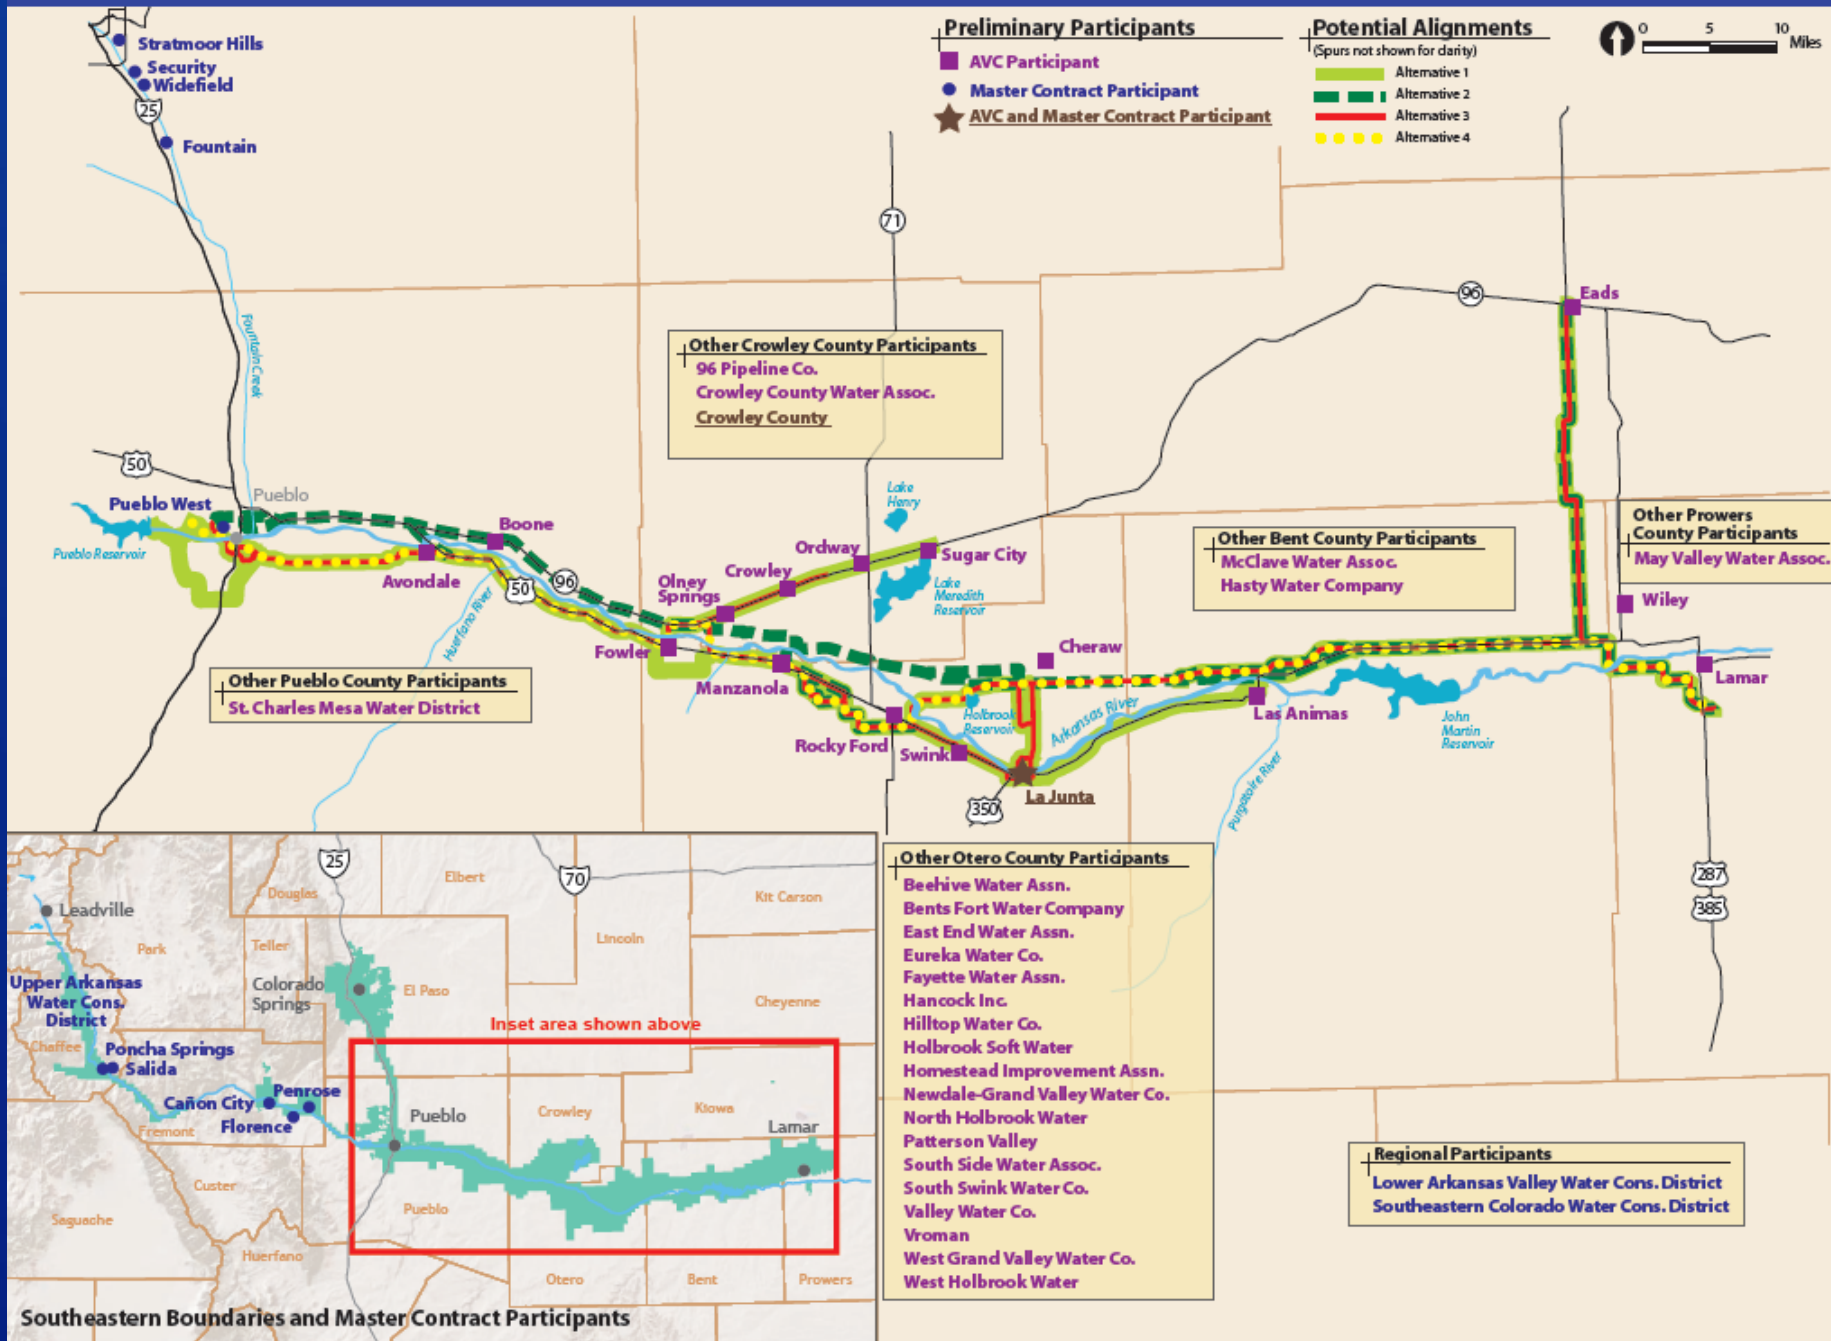 Preliminary Participants
AVC Participant
Master Contract Participant
AVC and Master Contract Participant
Potential Alignments
(Spurs not shown for clarity)
Alternative 1
Alternative 2
Alternative 3
Alternative 4
0 5 10
Miles
Stratmoor Hills
Security
Widefield
25
Fountain
71
96
Eads
Fountain Creek
Other Crowley County Participants
96 Pipeline Co.
Crowley County Water Assoc.
Crowley County
50
Pueblo West
Pueblo
Pueblo Reservoir
Boone
Avondale
96
50
Huerfano River
Lake
Henry
Ordway
Sugar City
Crowley
Olney
Springs
Lake
Meredith
Reservoir
Other Bent County Participants
McClave Water Assoc.
Hasty Water Company
Other Prowers
County Participants
May Valley Water Assoc.
Wiley
Fowler
Manzanola
Cheraw
Lamar
Other Pueblo County Participants
St. Charles Mesa Water District
Rocky Ford
Swink
Holbrook
Reservoir
Arkansas River
Las Animas
John
Martin
Reservoir
Purgatoire River
350
La Junta
287
385
Other Otero County Participants
Beehive Water Assn.
Bents Fort Water Company
East End Water Assn.
Eureka Water Co.
Fayette Water Assn.
Hancock Inc.
Hilltop Water Co.
Holbrook Soft Water
Homestead Improvement Assn.
Newdale-Grand Valley Water Co.
North Holbrook Water
Patterson Valley
South Side Water Assoc.
South Swink Water Co.
Valley Water Co.
Vroman
West Grand Valley Water Co.
West Holbrook Water
Regional Participants
Lower Arkansas Valley Water Cons. District
Southeastern Colorado Water Cons. District
25
70
Douglas
Elbert
Kit Carson
Leadville
Park
Teller
Lincoln
Upper Arkansas
Water Cons.
District
Colorado
Springs
El Paso
Cheyenne
Inset area shown above
Chaffee
Poncha Springs
Salida
Cañon City
Penrose
Florence
Fremont
Pueblo
Crowley
Kiowa
Lamar
Custer
Saguache
Pueblo
Huerfano
Otero
Bent
Prowers
Southeastern Boundaries and Master Contract Participants